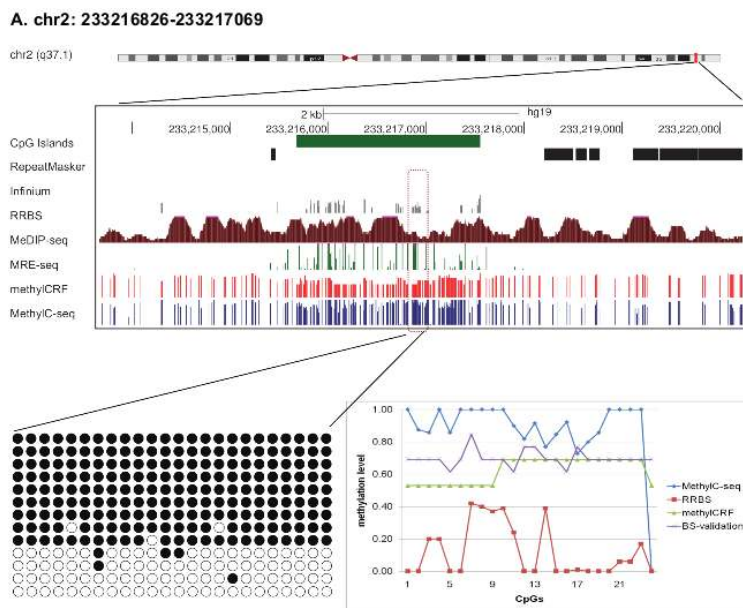 A. chr2: 233216826-233217069
chr2 (q37.1)
2 kb
hg19
233,215,000
233,216,000
233,217,000
233,218,000
233,219,000
233,220,000
CpG Islands
RepeatMasker
Infinium
RRBS
MeDIP-seq
MRE-seq
methylCRF
MethylC-seq
1.00
0.80
0.60
0.40
0.20
0.00
methylation level
1 5 9 13 17 21
CpGs
MethylC-seq
RRBS
methylCRF
BS-validation